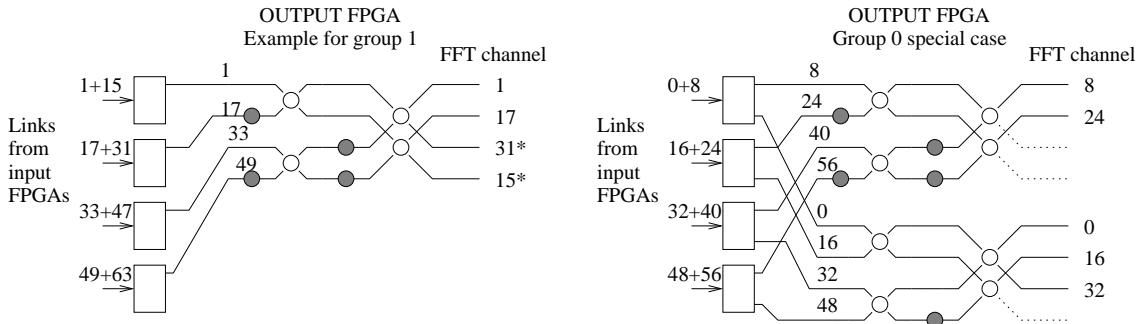 OUTPUT FPGA
Example for group 1
FFT channel
1+15
1
1
17
17
Links
from
input
FPGAs
17+31
33
31*
49
15*
33+47
49+63
OUTPUT FPGA
Group 0 special case
FFT channel
0+8
8
8
24
24
Links
from
input
FPGAs
16+24
40
56
32+40
0
0
16
16
48+56
32
32
48